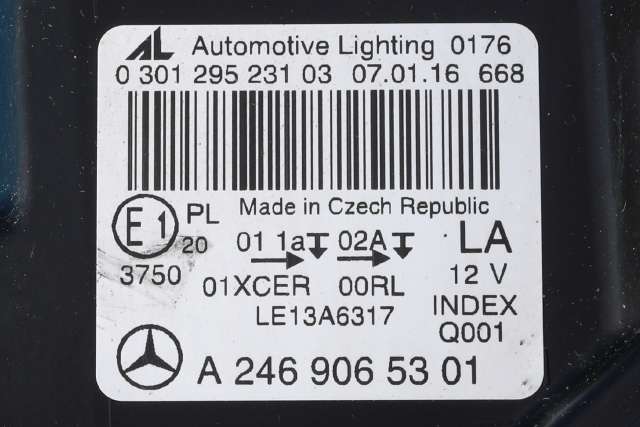 AL Automotive Lighting 0176
0 301 295 231 03 07.01.16 668
Made in Czech Republic
E1 PL 20 01 1a 02A LA
3750 01XCER 00RL 12 V
LE13A6317 INDEX
Q001
A 246 906 53 01